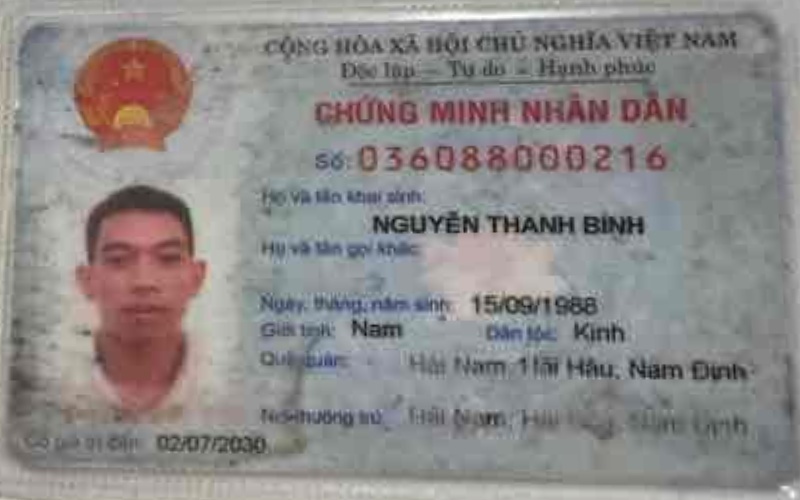 CỘNG HÒA XÃ HỘI CHỦ NGHĨA VIỆT NAM
Độc lập - Tự do - Hạnh phúc
CHỨNG MINH NHÂN DÂN
Số: 036088000216
Họ và tên khai sinh:
NGUYỄN THANH BÌNH
Họ và tên gọi khác:
Ngày, tháng, năm sinh: 15/09/1988
Giới tính: Nam Dân tộc: Kinh
Quê quán: Hải Nam, Hải Hậu, Nam Định
Nơi thường trú: Hải Nam, Nam Định
Có giá trị đến: 02/07/2030